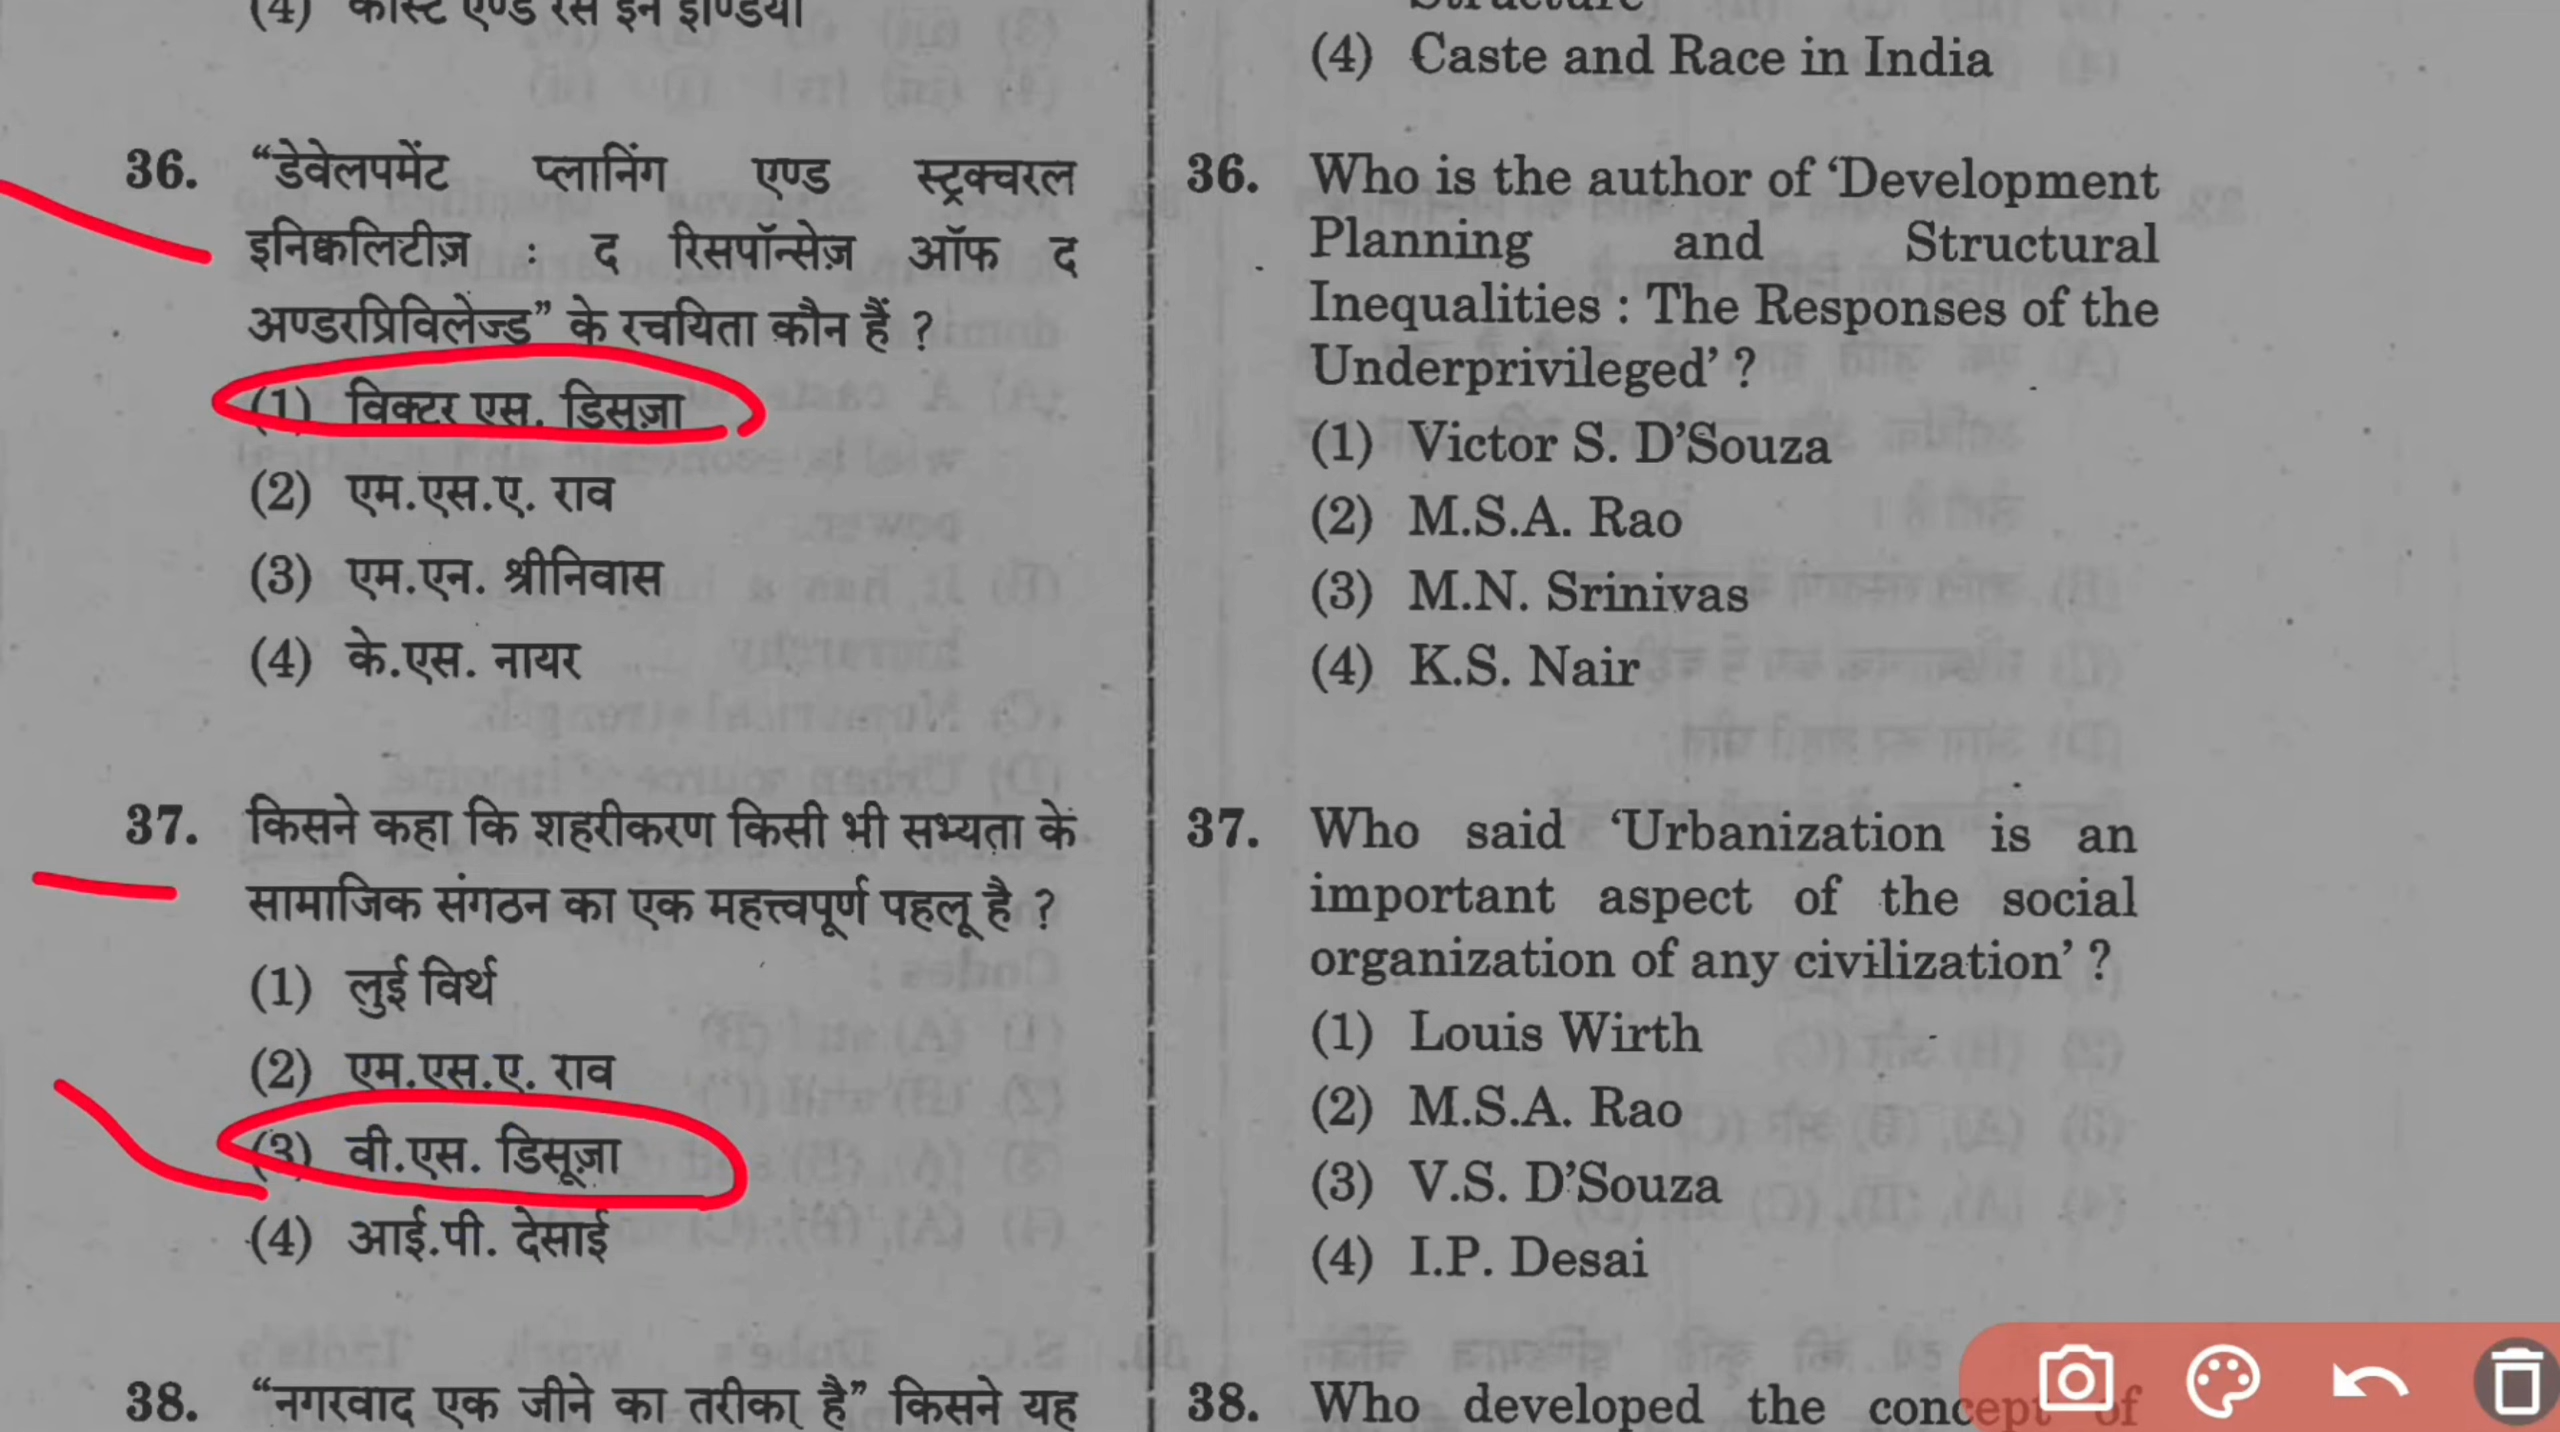 (4) कास्ट एण्ड रेस इन इण्डिया
36. “डेवेलपमेंट प्लानिंग एण्ड स्ट्रक्चरल
इनिक्वलिटीज़ : द रिसपॉन्सेज़ ऑफ द
अण्डरप्रिविलेज्ड” के रचयिता कौन हैं ?
(1) विक्टर एस. डिसूज़ा
(2) एम.एस.ए. राव
(3) एम.एन. श्रीनिवास
(4) के.एस. नायर
37. किसने कहा कि शहरीकरण किसी भी सभ्यता के
सामाजिक संगठन का एक महत्त्वपूर्ण पहलू है ?
(1) लुई विर्थ
(2) एम.एस.ए. राव
(3) वी.एस. डिसूज़ा
(4) आई.पी. देसाई
38. “नगरवाद एक जीने का तरीका है” किसने यह
Structure
(4) Caste and Race in India
36. Who is the author of ‘Development
Planning and Structural
Inequalities : The Responses of the
Underprivileged’ ?
(1) Victor S. D’Souza
(2) M.S.A. Rao
(3) M.N. Srinivas
(4) K.S. Nair
37. Who said ‘Urbanization is an
important aspect of the social
organization of any civilization’ ?
(1) Louis Wirth
(2) M.S.A. Rao
(3) V.S. D’Souza
(4) I.P. Desai
38. Who developed the concept of